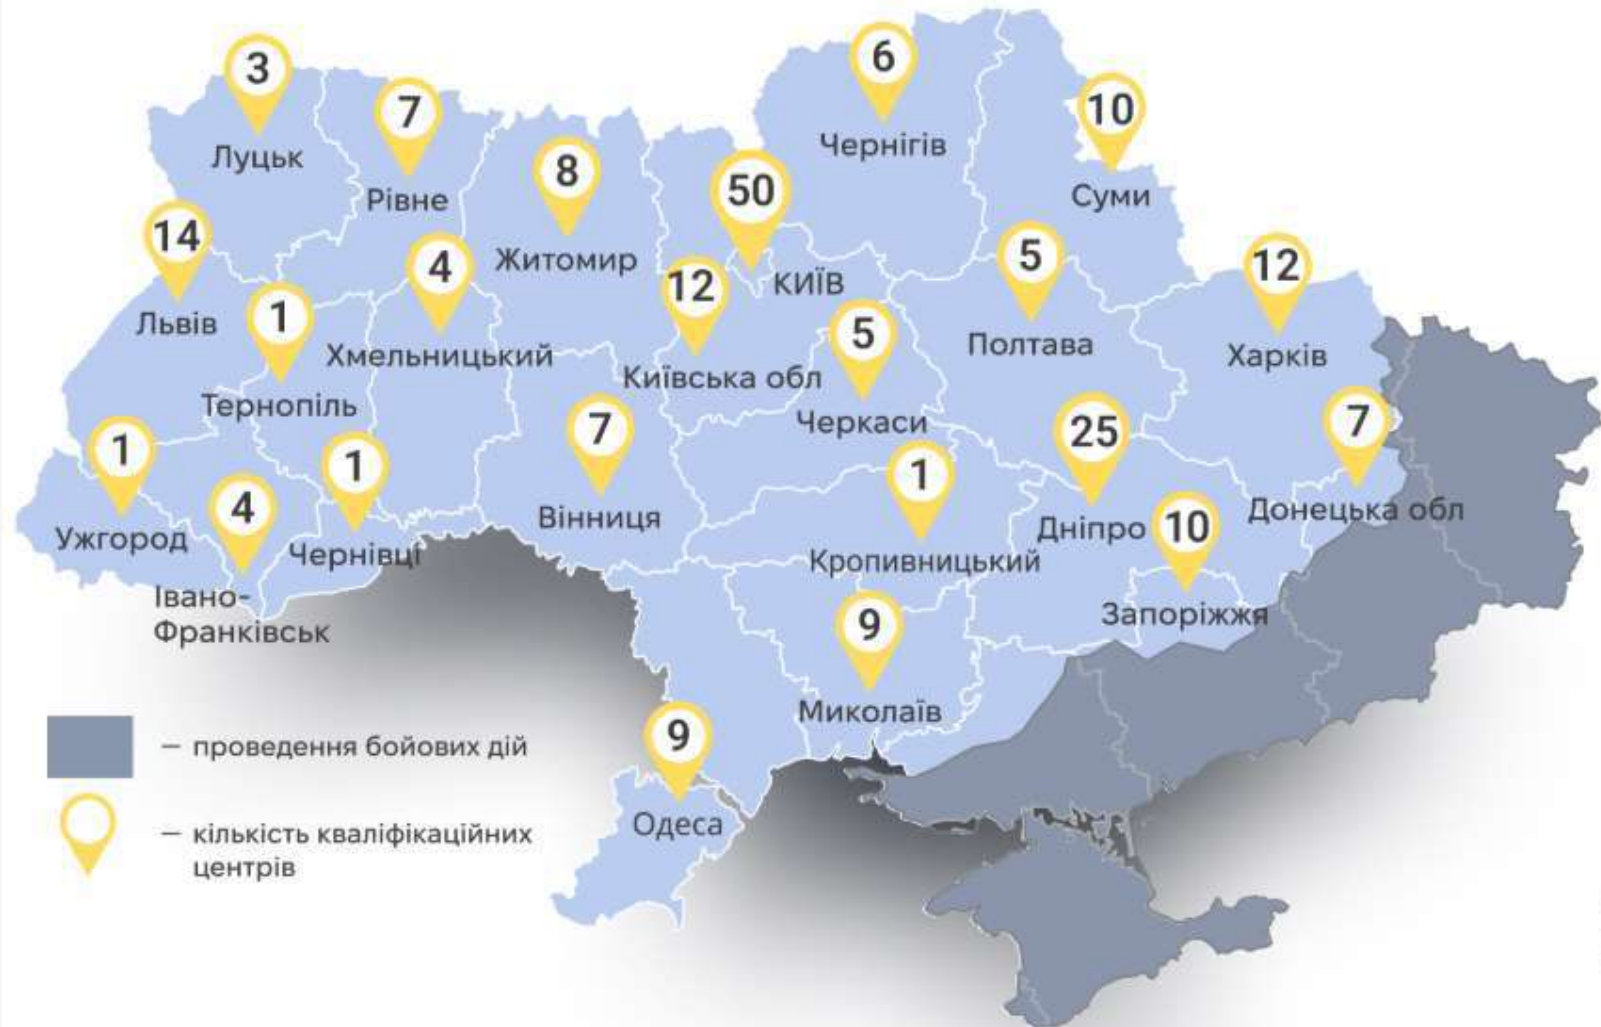 3
Луцьк
7
Рівне
8
Житомир
50
КИЇВ
6
Чернігів
10
Суми
14
Львів
1
Тернопіль
4
Хмельницький
12
Київська обл
5
Черкаси
5
Полтава
12
Харків
1
Ужгород
4
Івано-
Франківськ
1
Чернівці
7
Вінниця
1
Кропивницький
25
Дніпро
10
Запоріжжя
7
Донецька обл
9
Миколаїв
9
Одеса
– проведення бойових дій
– кількість кваліфікаційних
центрів